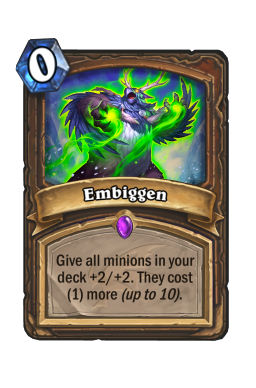 0
Embiggen
Give all minions in your
deck +2/+2. They cost
(1) more (up to 10).